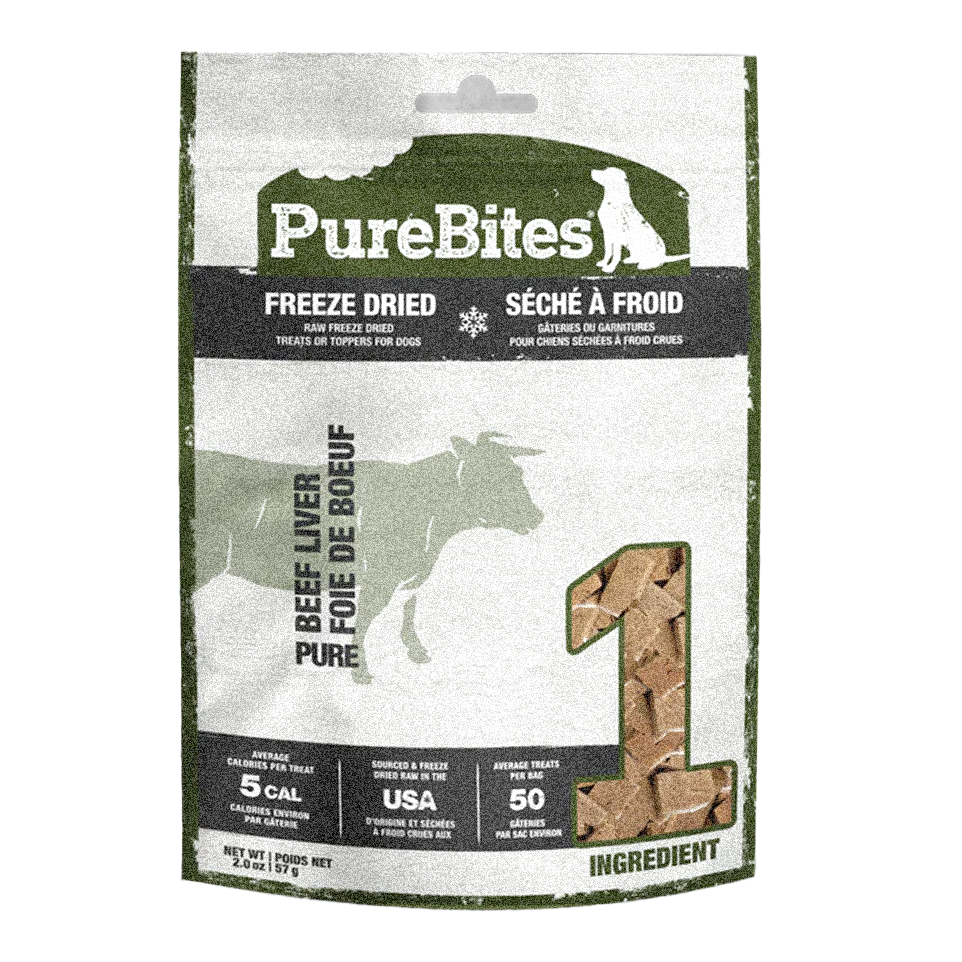 PureBites®
FREEZE DRIED
RAW FREEZE DRIED
TREATS OR TOPPERS FOR DOGS
SÉCHÉ À FROID
GÂTERIES OU GARNITURES
POUR CHIENS SÉCHÉES À FROID CRUES
PU BEEF LIVER
PURE FOIE DE BOEUF
1
INGREDIENT
AVERAGE
CALORIES PER TREAT
5 CAL
CALORIES ENVIRON
PAR GÂTERIE
SOURCED & FREEZE
DRIED RAW IN THE
USA
D'ORIGINE ET SÉCHÉES
À FROID CRUES AUX
AVERAGE TREATS
PER BAG
50
GÂTERIES
PAR SAC ENVIRON
NET WT | POIDS NET
2.0 oz | 57 g